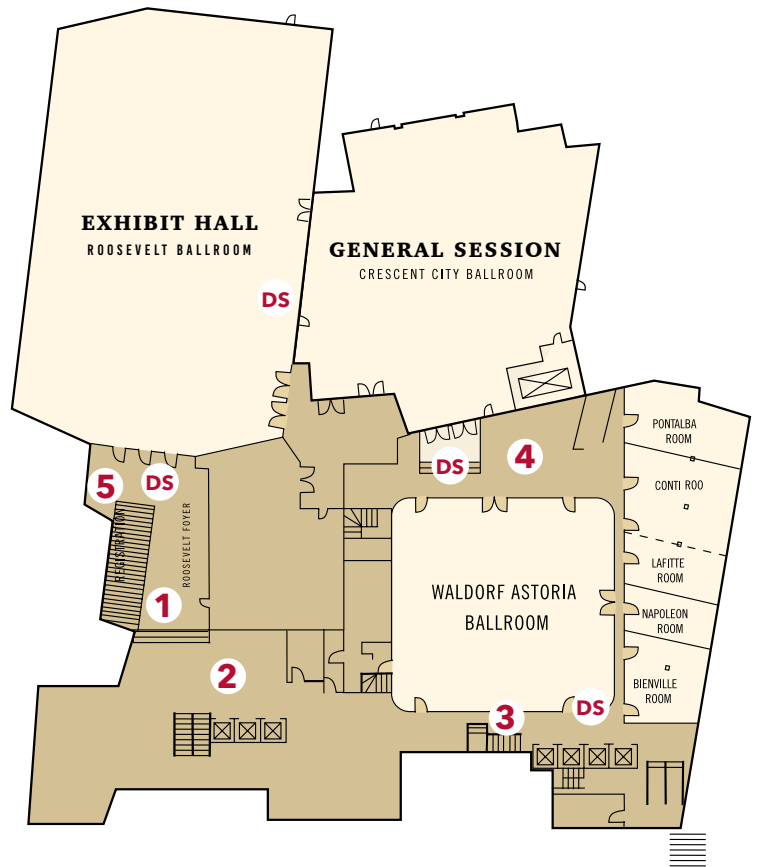 EXHIBIT HALL
ROOSEVELT BALLROOM
GENERAL SESSION
CRESCENT CITY BALLROOM
DS
PONTALBA
ROOM
CONTI ROO
4
DS
5
DS
REGISTRATION
ROOSEVELT FOYER
LAFITTE
ROOM
WALDORF ASTORIA
BALLROOM
1
NAPOLEON
ROOM
2
BIENVILLE
ROOM
3
DS